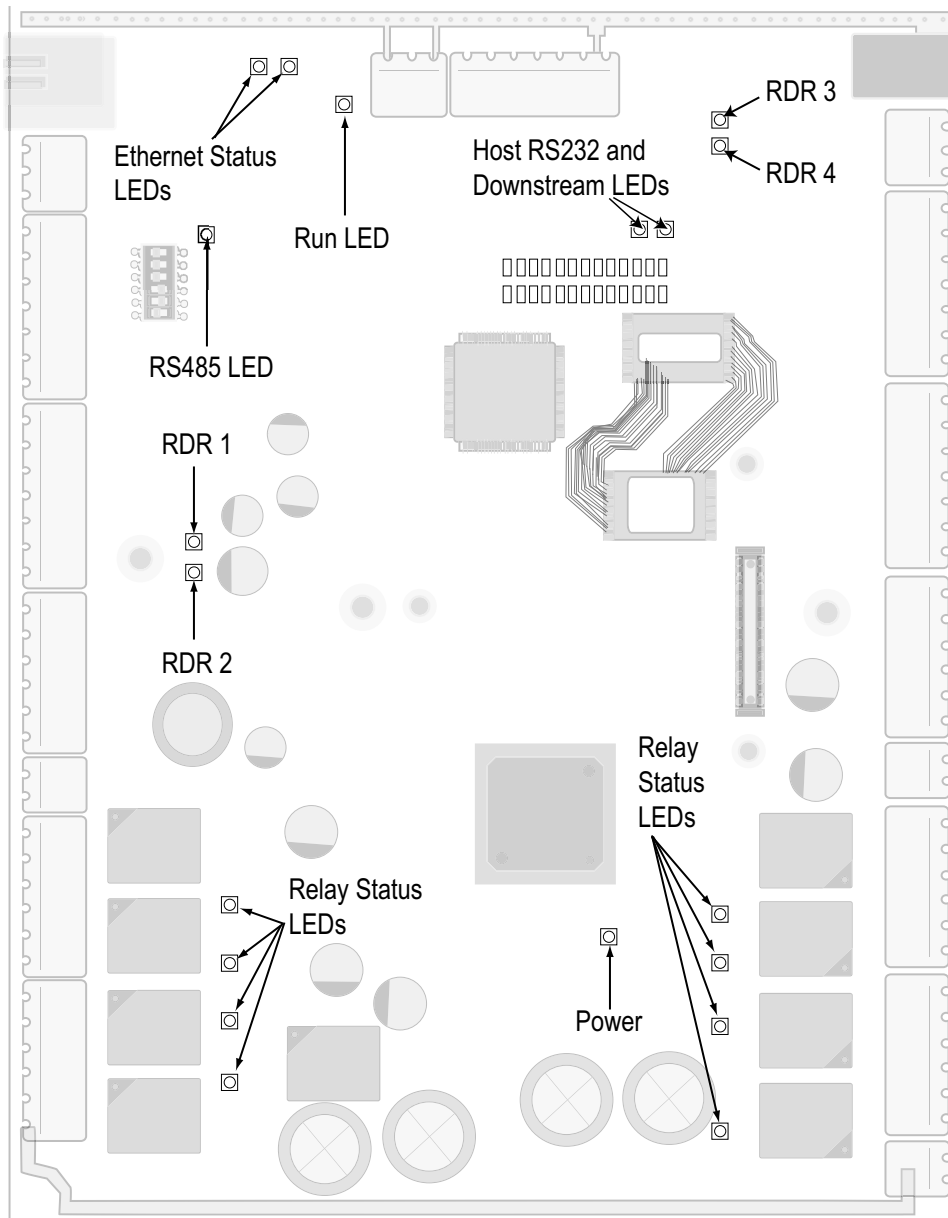 RDR 3
Ethernet Status
LEDs
Host RS232 and
Downstream LEDs
RDR 4
Run LED
RS485 LED
RDR 1
RDR 2
Relay
Status
LEDs
Relay Status
LEDs
Power